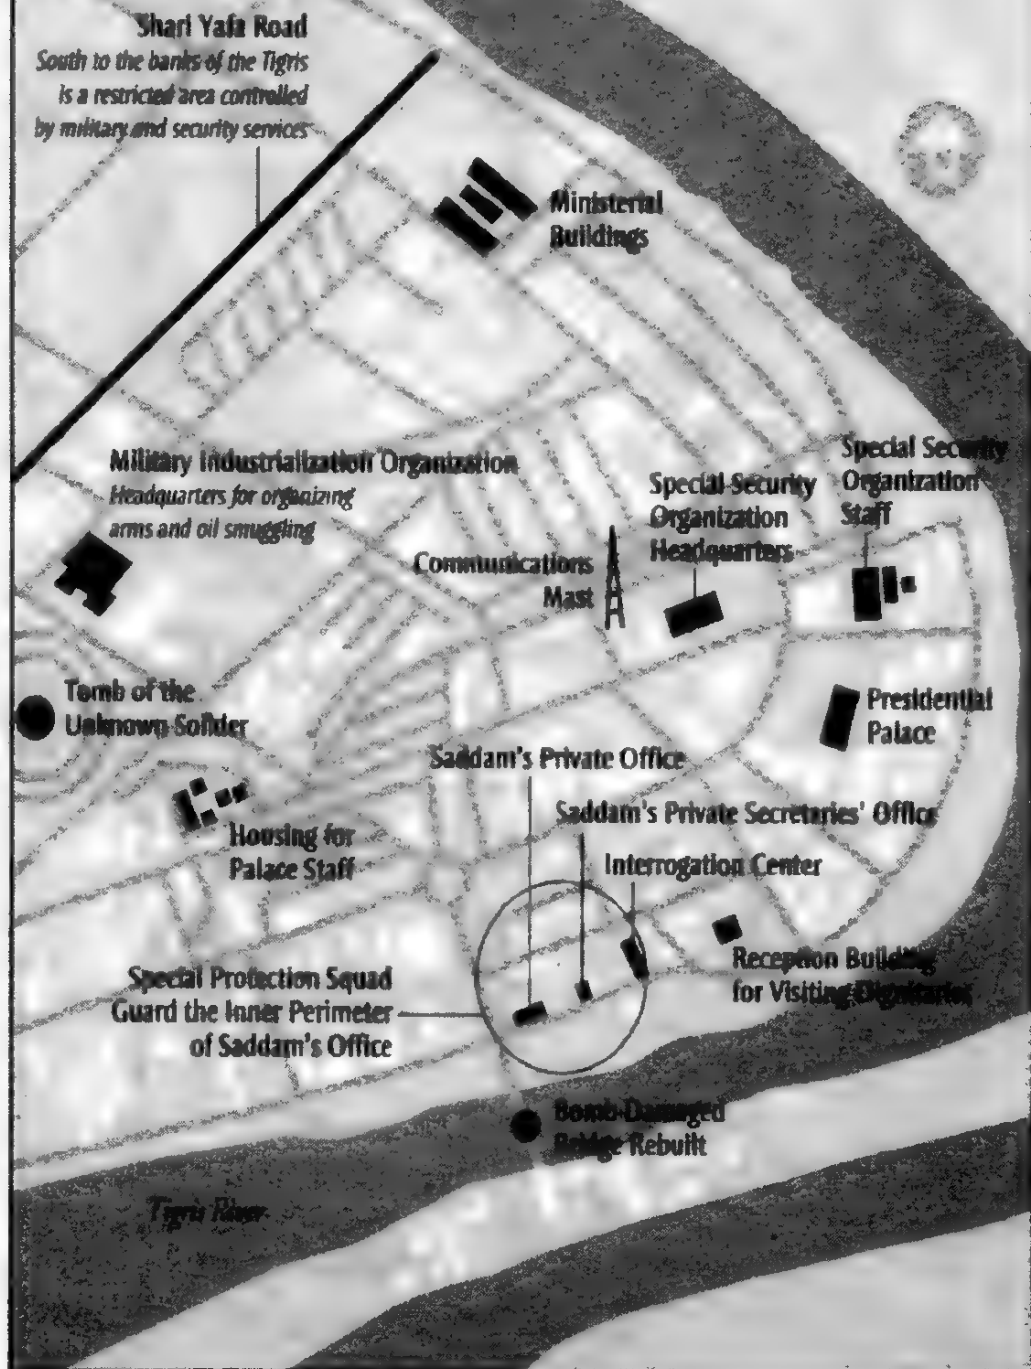 Shari Yafa Road
South to the banks of the Tigris
is a restricted area controlled
by military and security services
Ministerial
Buildings
Military Industrialization Organization
Headquarters for organizing
arms and oil smuggling
Special Security
Organization
Staff
Special Security
Organization
Headquarters
Communications
Mast
Tomb of the
Unknown Soldier
Presidential
Palace
Saddam's Private Office
Saddam's Private Secretaries' Office
Housing for
Palace Staff
Interrogation Center
Reception Building
for Visiting Dignitaries
Special Protection Squad
Guard the Inner Perimeter
of Saddam's Office
Bomb-Damaged
Bridge Rebuilt
Tigris River